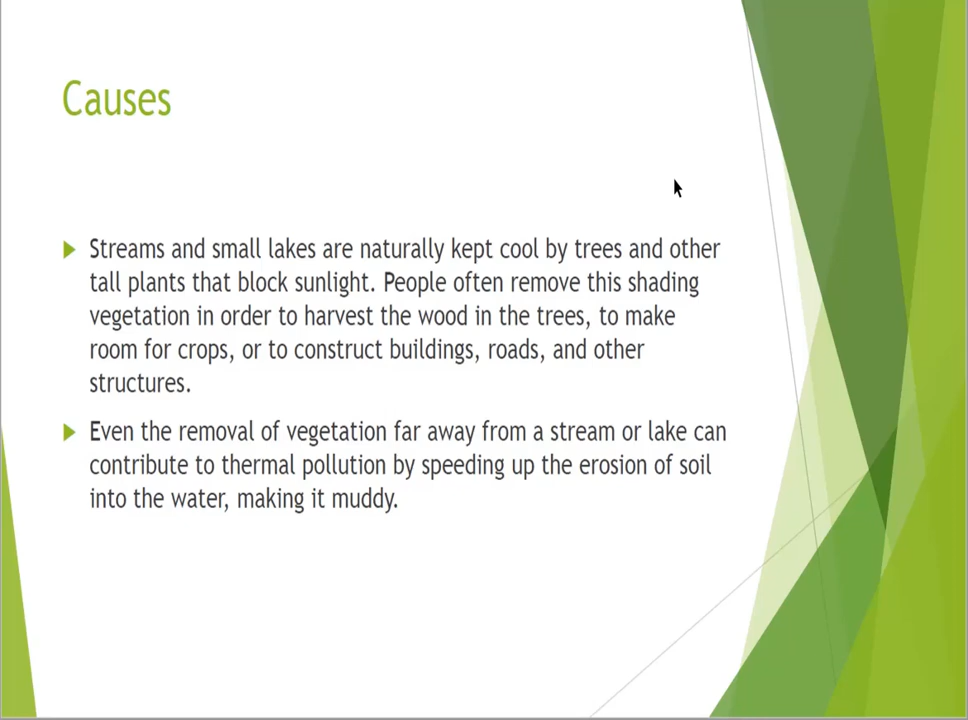 Causes
Streams and small lakes are naturally kept cool by trees and other
tall plants that block sunlight. People often remove this shading
vegetation in order to harvest the wood in the trees, to make
room for crops, or to construct buildings, roads, and other
structures.
Even the removal of vegetation far away from a stream or lake can
contribute to thermal pollution by speeding up the erosion of soil
into the water, making it muddy.